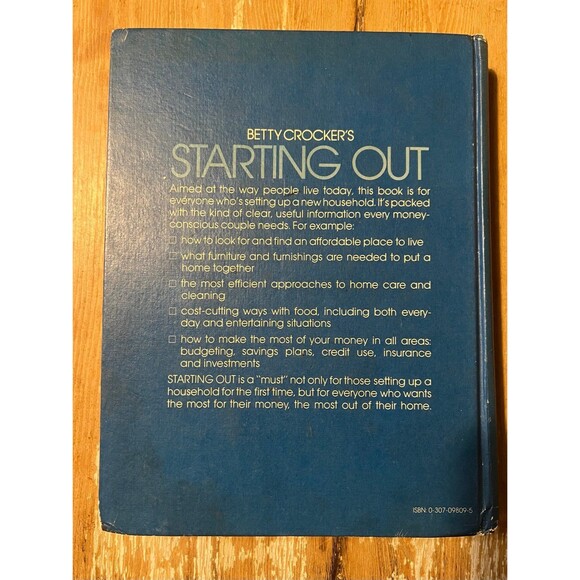 BETTY CROCKER'S
STARTING OUT
Aimed at the way people live today, this book is for
everyone who's setting up a new household. It's packed
with the kind of clear, useful information every money-
conscious couple needs. For example:
□ how to look for and find an affordable place to live
□ what furniture and furnishings are needed to put a
home together
□ the most efficient approaches to home care and
cleaning
□ cost-cutting ways with food, including both every-
day and entertaining situations
□ how to make the most of your money in all areas:
budgeting, savings plans, credit use, insurance
and investments
STARTING OUT is a "must" not only for those setting up a
household for the first time, but for everyone who wants
the most for their money, the most out of their home.
ISBN: 0-307-09809-5